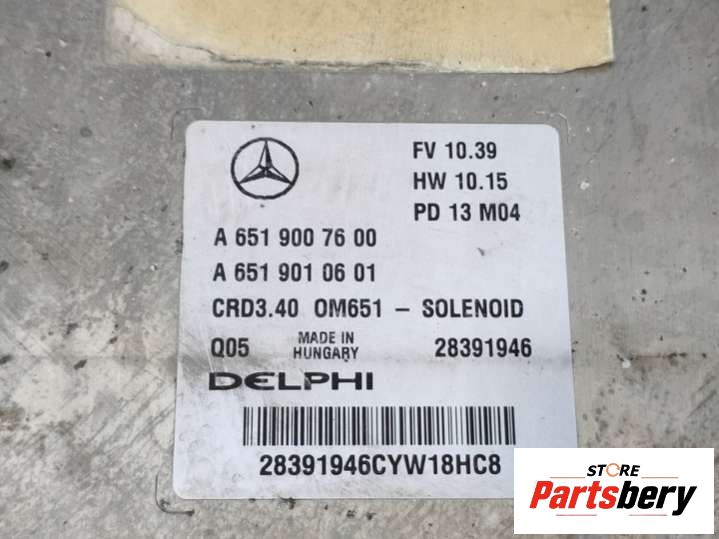 FV 10.39
HW 10.15
PD 13 M04
A 651 900 76 00
A 651 901 06 01
CRD3.40 OM651 – SOLENOID
Q05 MADE IN HUNGARY 28391946
DELPHI
28391946CYW18HC8
STORE
Partsbery